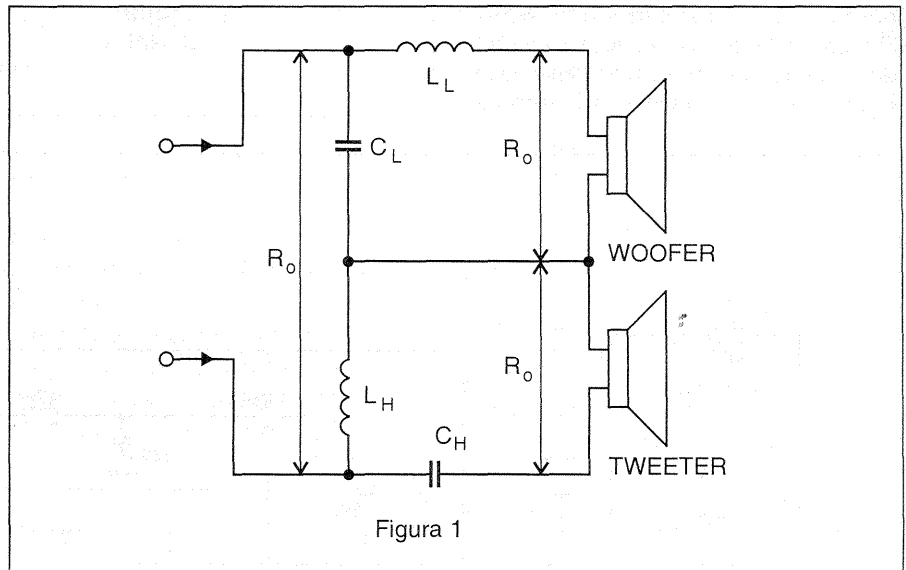 L_L
C_L
R_o
R_o
WOOFER
R_o
L_H
C_H
TWEETER
Figura 1